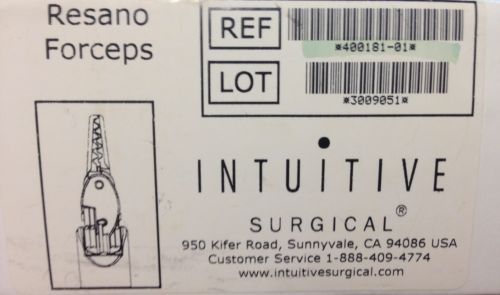 Resano
Forceps
REF
*400181-01*
LOT
*3009051*
INTUITIVE
SURGICAL®
950 Kifer Road, Sunnyvale, CA 94086 USA
Customer Service 1-888-409-4774
www.intuitivesurgical.com